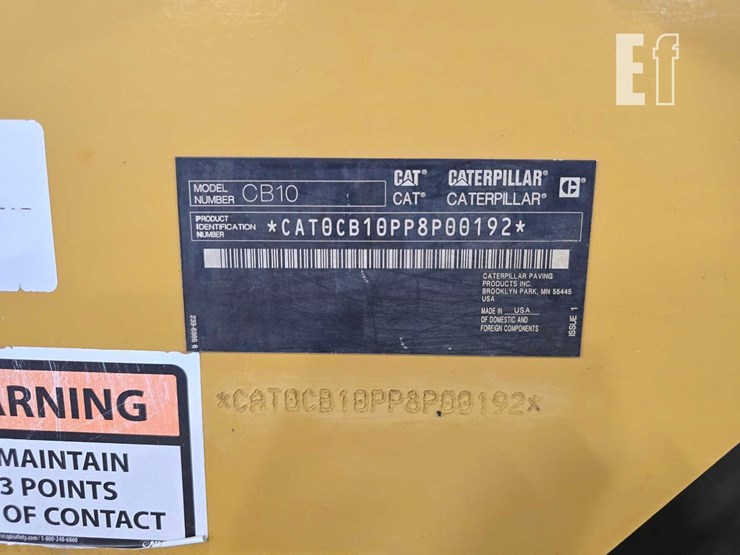 Ef
MODEL NUMBER CB10
CAT® CATERPILLAR®
CAT® CATERPILLAR® C
PRODUCT IDENTIFICATION NUMBER *CAT0CB10PP8P00192*
CATERPILLAR PAVING
PRODUCTS INC.
BROOKLYN PARK, MN 55445
USA
MADE IN USA
OF DOMESTIC AND
FOREIGN COMPONENTS
ISSUE 1
*CAT0CB10PP8P00192*
ARNING
MAINTAIN
3 POINTS
OF CONTACT